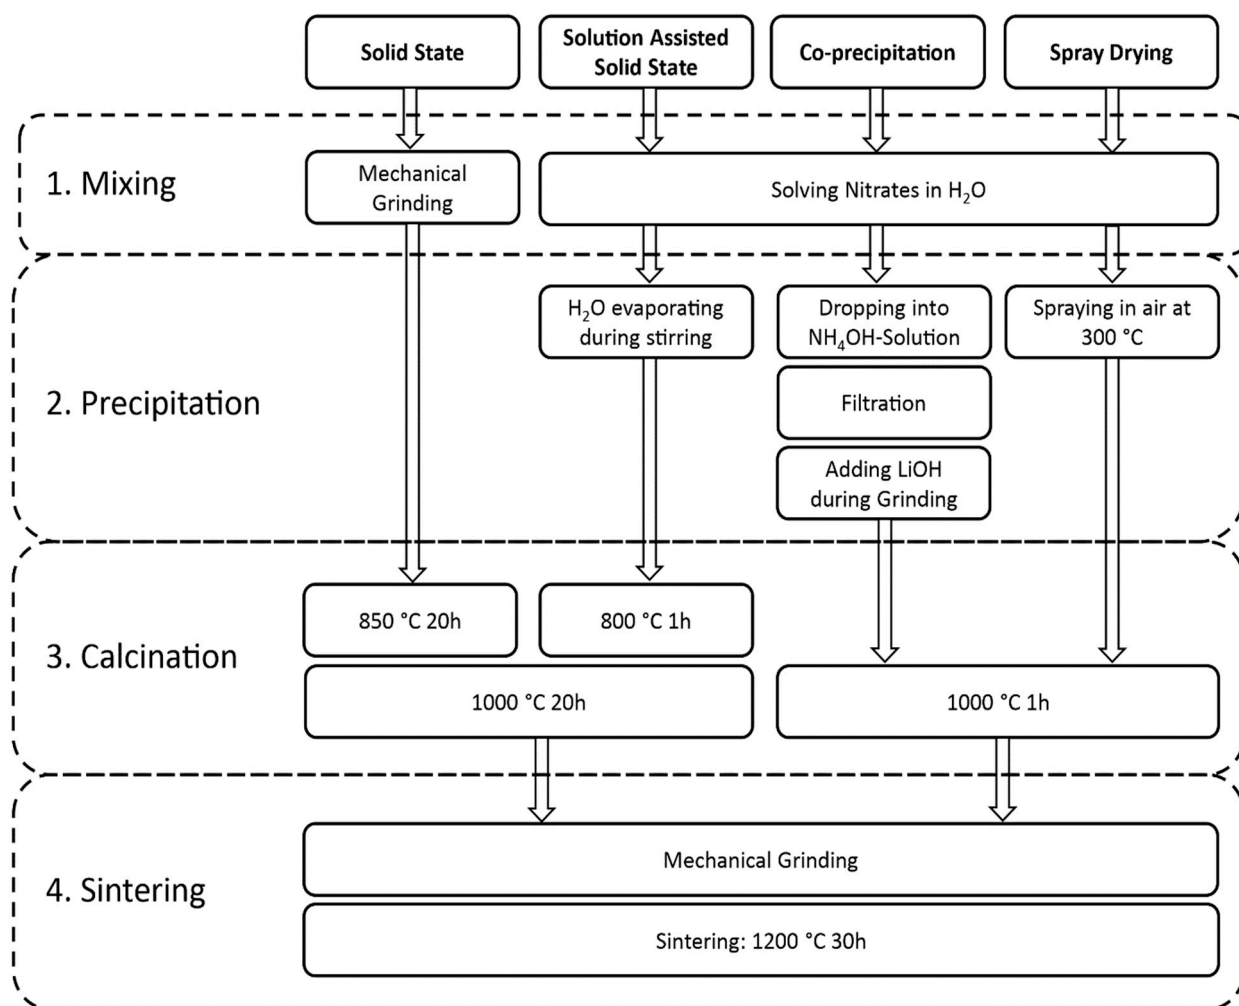 Solid State
Solution Assisted
Solid State
Co-precipitation
Spray Drying
1. Mixing
Mechanical
Grinding
Solving Nitrates in H₂O
2. Precipitation
H₂O evaporating
during stirring
Dropping into
NH₄OH-Solution
Spraying in air at
300 °C
Filtration
Adding LiOH
during Grinding
3. Calcination
850 °C 20h
800 °C 1h
1000 °C 20h
1000 °C 1h
4. Sintering
Mechanical Grinding
Sintering: 1200 °C 30h